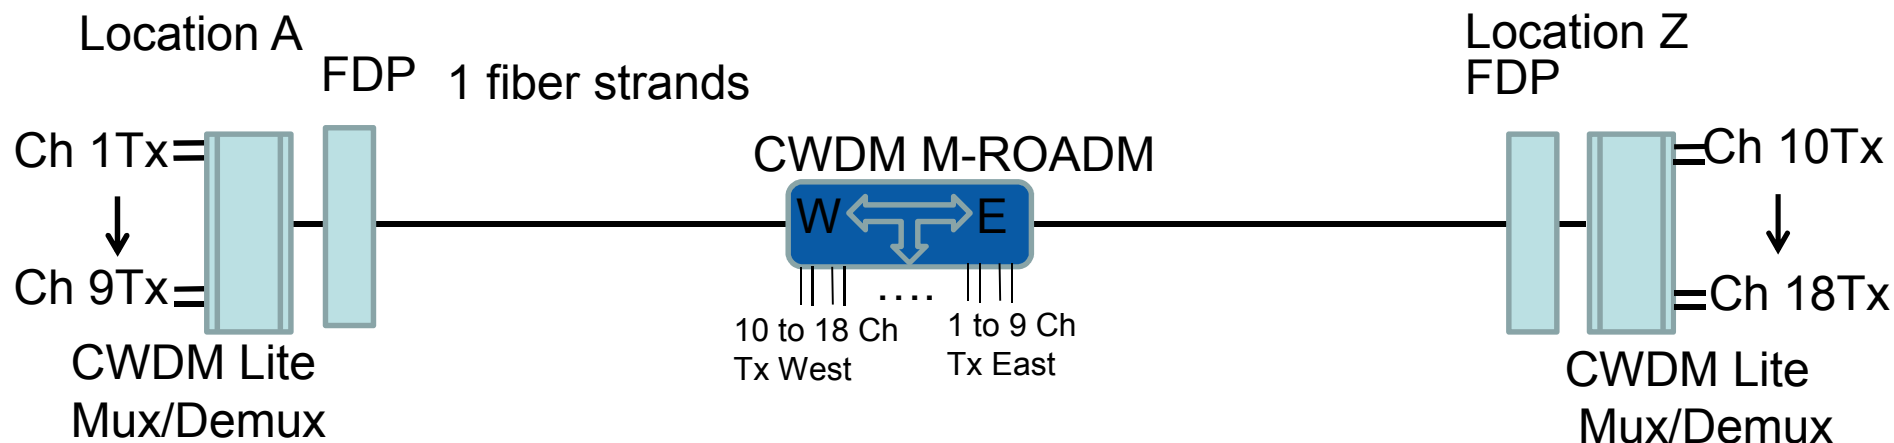 Location A
FDP
1 fiber strands
Location Z
FDP
Ch 1Tx
Ch 9Tx
CWDM Lite
Mux/Demux
CWDM M-ROADM
W
E
....
10 to 18 Ch
Tx West
1 to 9 Ch
Tx East
Ch 10Tx
Ch 18Tx
CWDM Lite
Mux/Demux